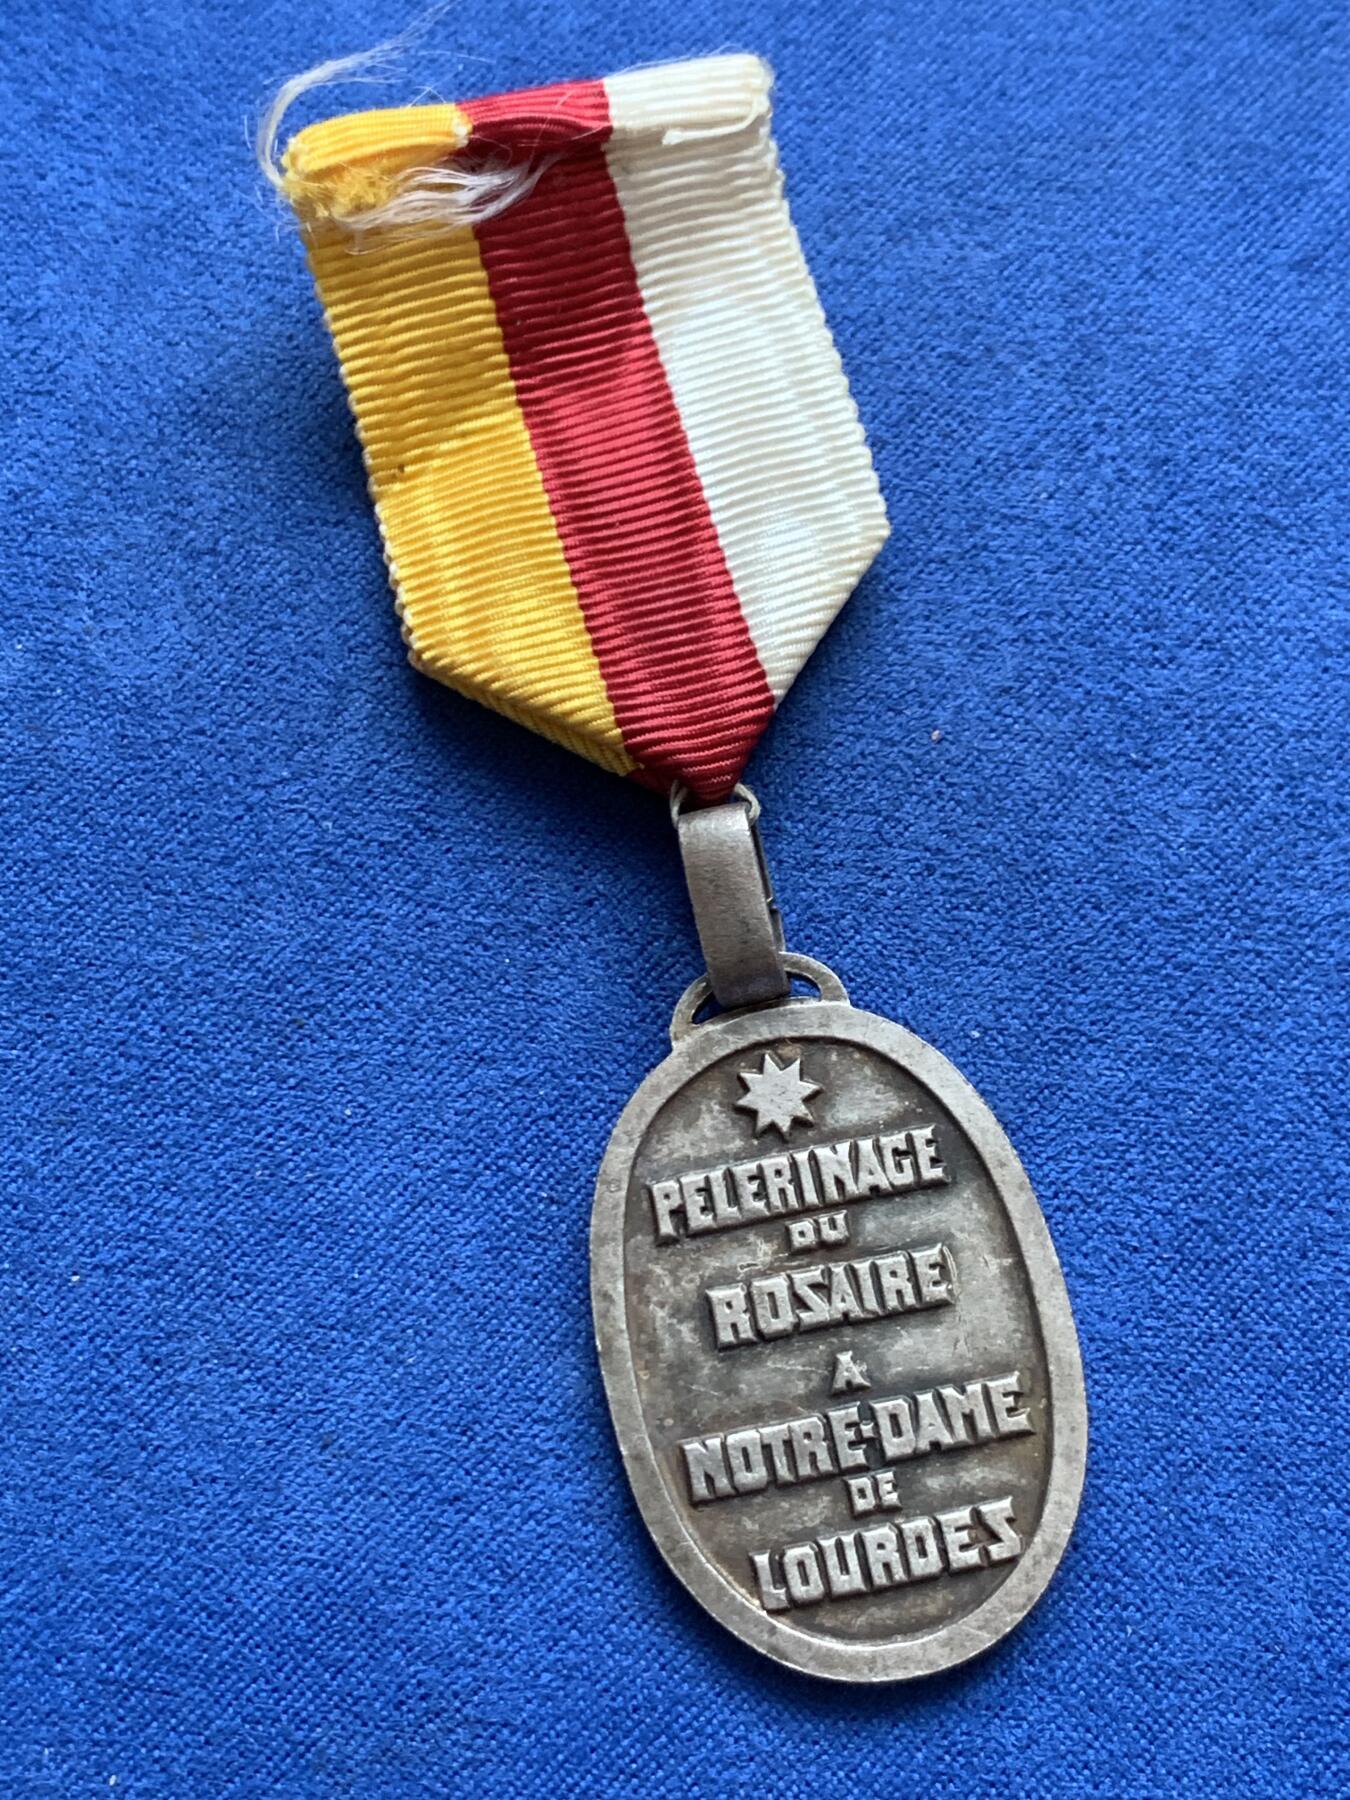 PELERINAGE
DU
ROSAIRE
A
NOTRE-DAME
DE
LOURDES